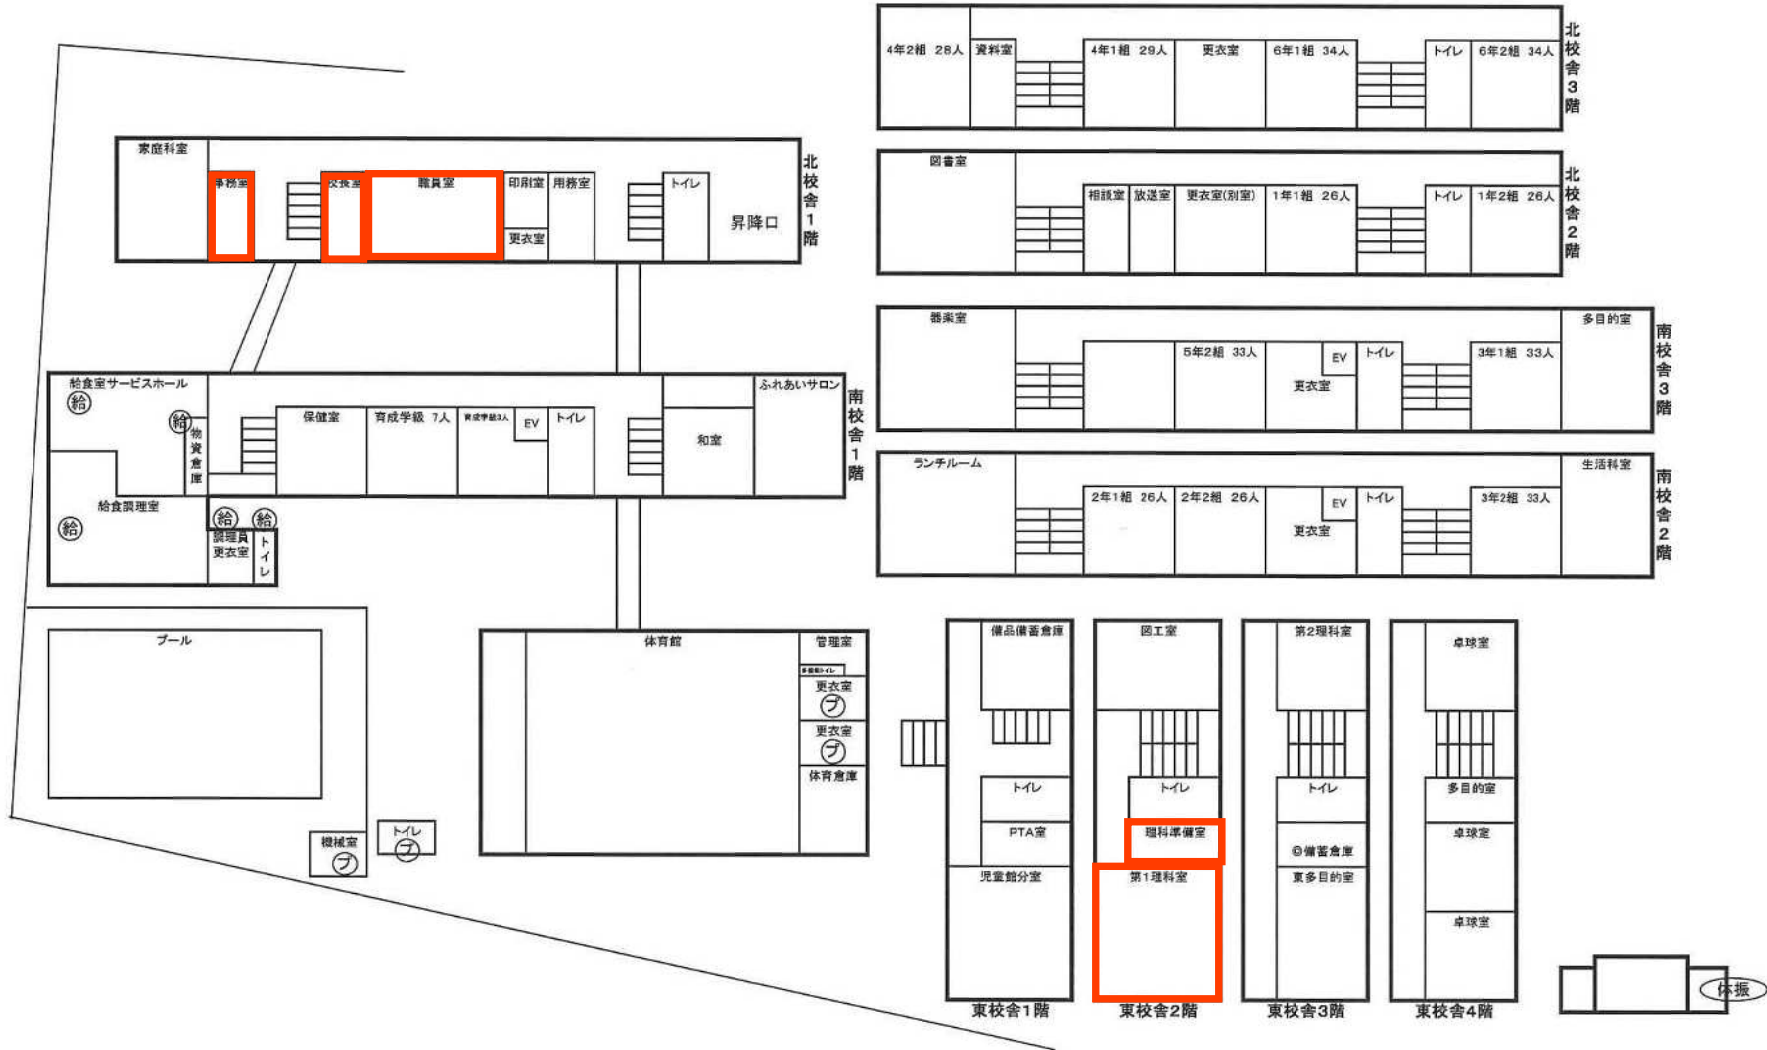 4年2組 28人
資料室
4年1組 29人
更衣室
6年1組 34人
トイレ
6年2組 34人
北校舎3階
家庭科室
事務室
校長室
職員室
印刷室
更衣室
用務室
トイレ
昇降口
北校舎1階
図書室
相談室
放送室
更衣室(別室)
1年1組 26人
トイレ
1年2組 26人
北校舎2階
器楽室
5年2組 33人
EV
更衣室
トイレ
3年1組 33人
多目的室
南校舎3階
給食室サービスホール
給
給
物資倉庫
保健室
育成学級 7人
育成学級3人
EV
トイレ
和室
ふれあいサロン
南校舎1階
給食調理室
給
給
給
調理員
更衣室
トイレ
ランチルーム
2年1組 26人
2年2組 26人
EV
更衣室
トイレ
3年2組 33人
生活科室
南校舎2階
プール
機械室
プ
トイレ
プ
体育館
管理室
多目的トイレ
更衣室
プ
更衣室
プ
体育倉庫
備品備蓄倉庫
トイレ
PTA室
児童館分室
東校舎1階
図工室
トイレ
理科準備室
第1理科室
東校舎2階
第2理科室
トイレ
◎備蓄倉庫
東多目的室
東校舎3階
卓球室
多目的室
卓球室
卓球室
東校舎4階
体振